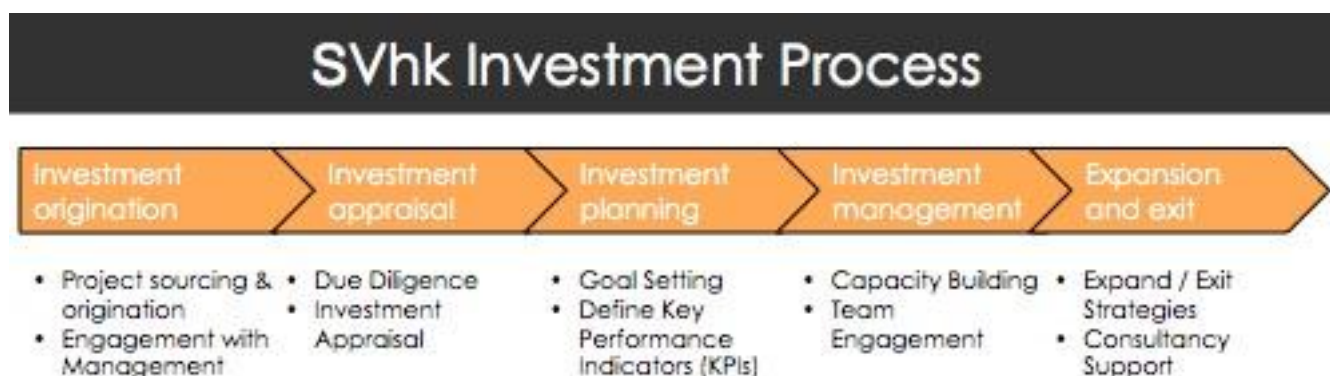 SVhk Investment Process
Investment
origination
Investment
appraisal
Investment
planning
Investment
management
Expansion
and exit
• Project sourcing &
origination
• Engagement with
Management
• Due Diligence
• Investment
Appraisal
• Goal Setting
• Define Key
Performance
Indicators (KPIs)
• Capacity Building
• Team
Engagement
• Expand / Exit
Strategies
• Consultancy
Support